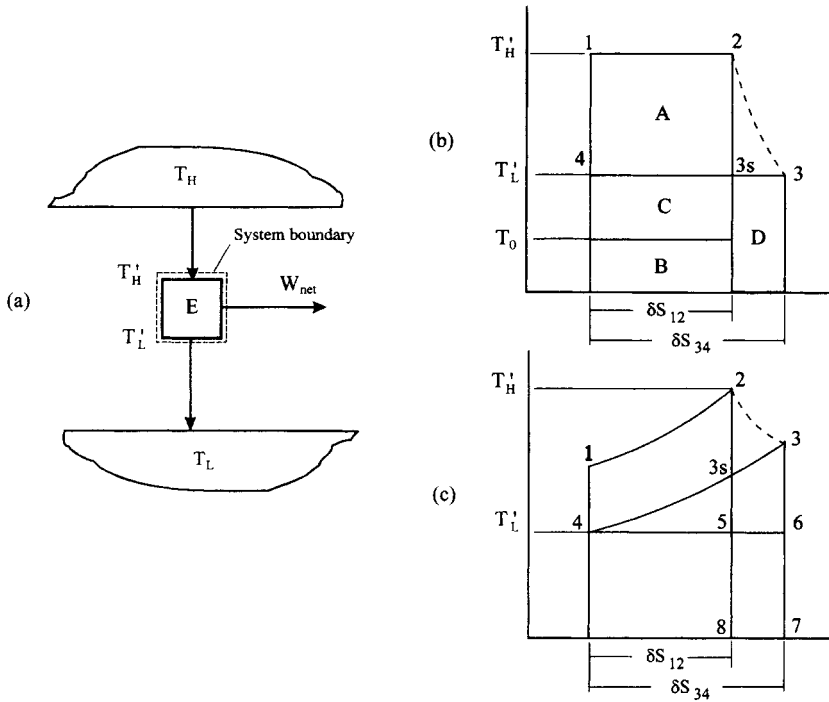 (a)
T_H
System boundary
T'_H
E
W_net
T'_L
T_L
(b)
T'_H
1
2
A
T'_L
4
3s
3
C
T_0
D
B
δS_12
δS_34
(c)
T'_H
2
1
3
3s
T'_L
4
5
6
8
7
δS_12
δS_34